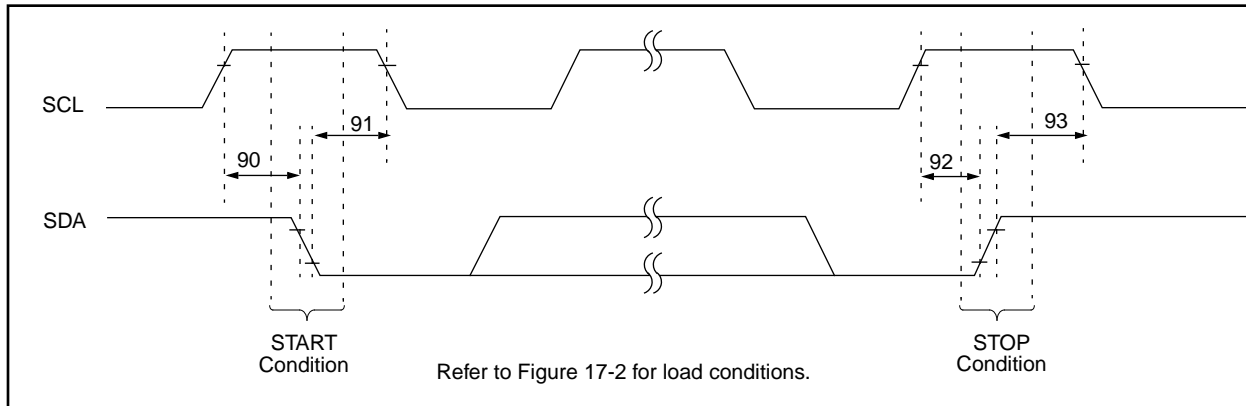 SCL
91
93
90
92
SDA
START
Condition
STOP
Condition
Refer to Figure 17-2 for load conditions.